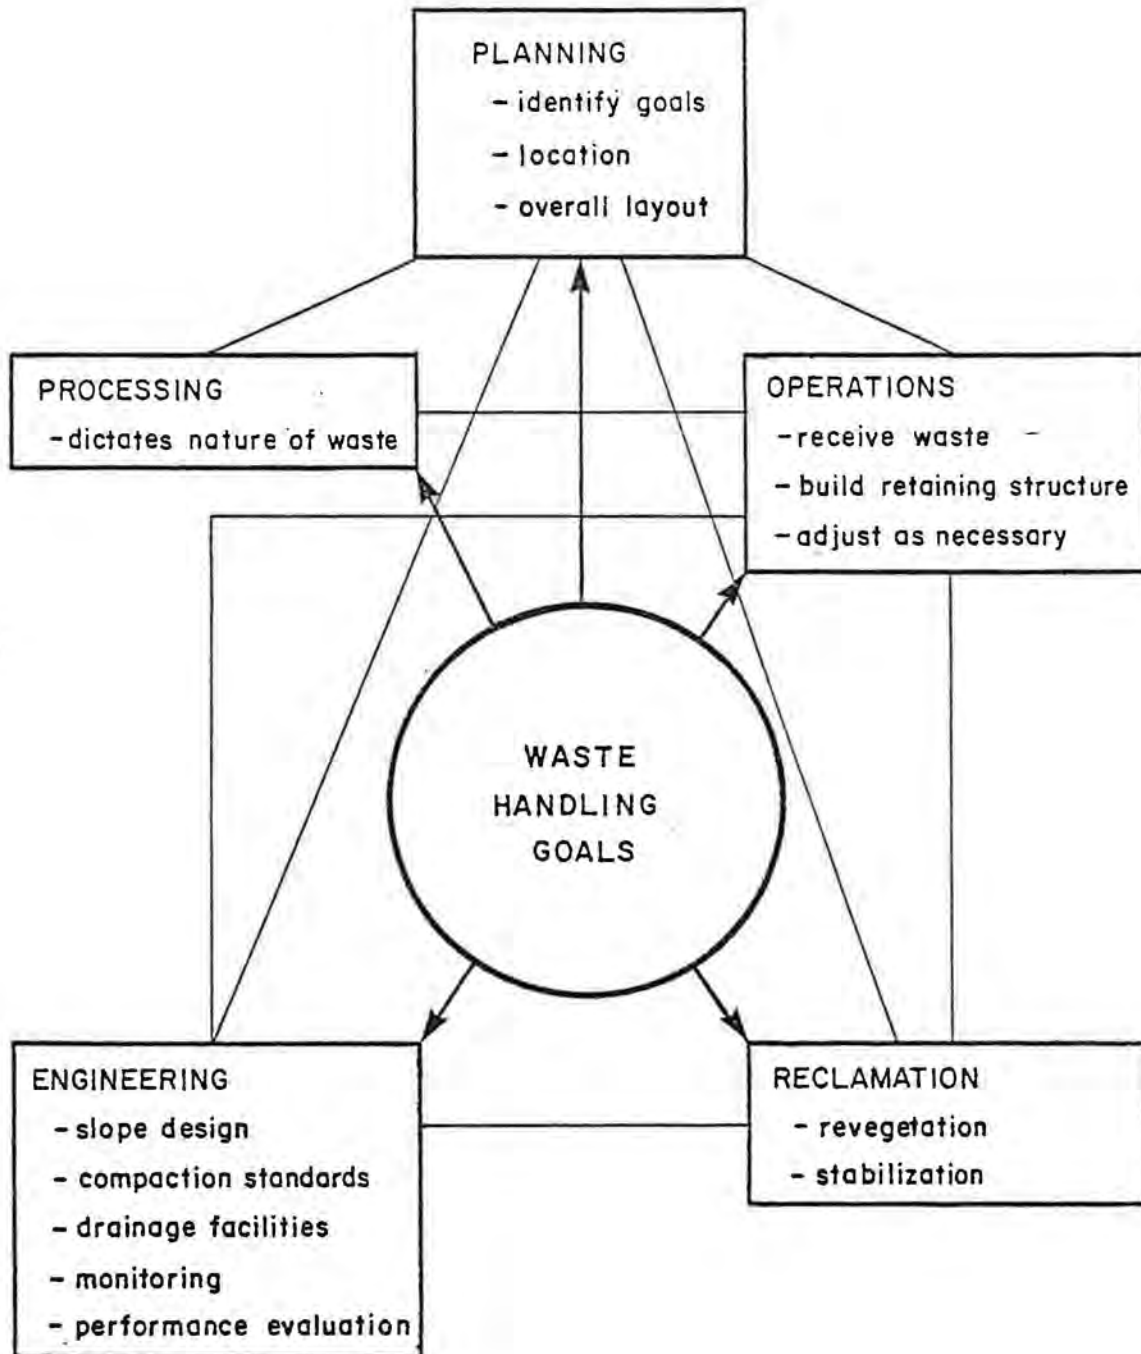 PLANNING
- identify goals
- location
- overall layout
PROCESSING
- dictates nature of waste
OPERATIONS
- receive waste -
- build retaining structure
- adjust as necessary
WASTE
HANDLING
GOALS
ENGINEERING
- slope design
- compaction standards
- drainage facilities
- monitoring
- performance evaluation
RECLAMATION
- revegetation
- stabilization